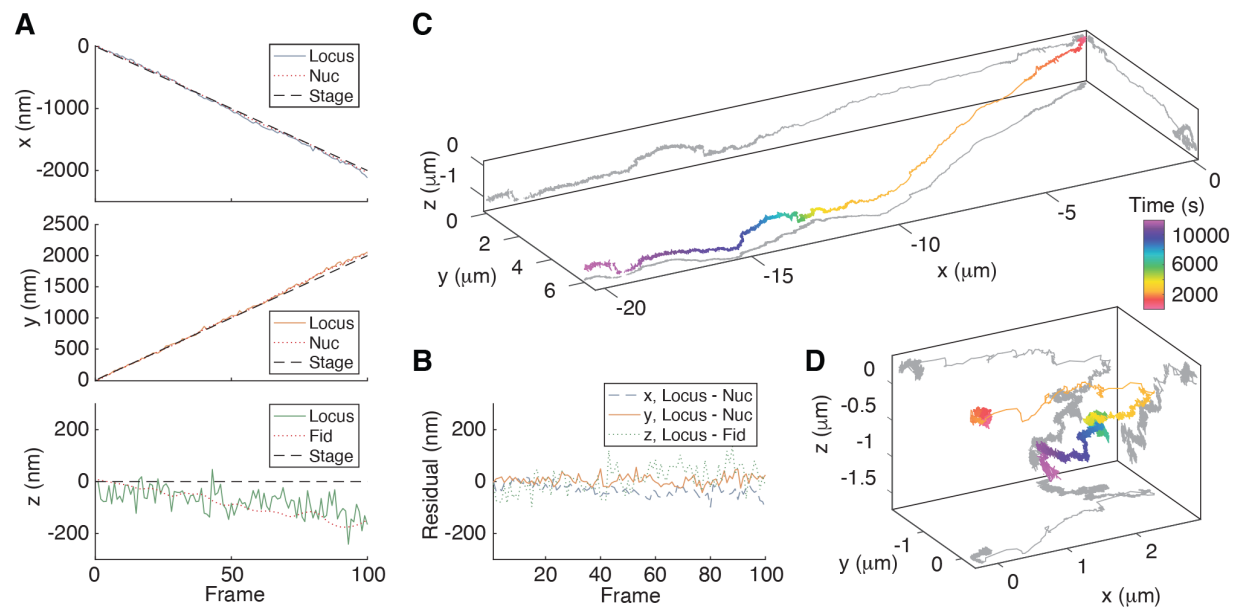 A
0
-1000
-2000
x (nm)
Locus
Nuc
Stage
2500
2000
1500
1000
500
0
y (nm)
Locus
Nuc
Stage
200
0
-200
z (nm)
Locus
Fid
Stage
0
50
100
Frame
B
200
0
-200
Residual (nm)
x, Locus - Nuc
y, Locus - Nuc
z, Locus - Fid
20
40
60
80
100
Frame
C
0
-1
z (μm)
0
2
4
6
y (μm)
-20
-15
-10
-5
0
x (μm)
Time (s)
10000
6000
2000
D
0
-0.5
-1
-1.5
z (μm)
-1
0
y (μm)
0
1
2
x (μm)